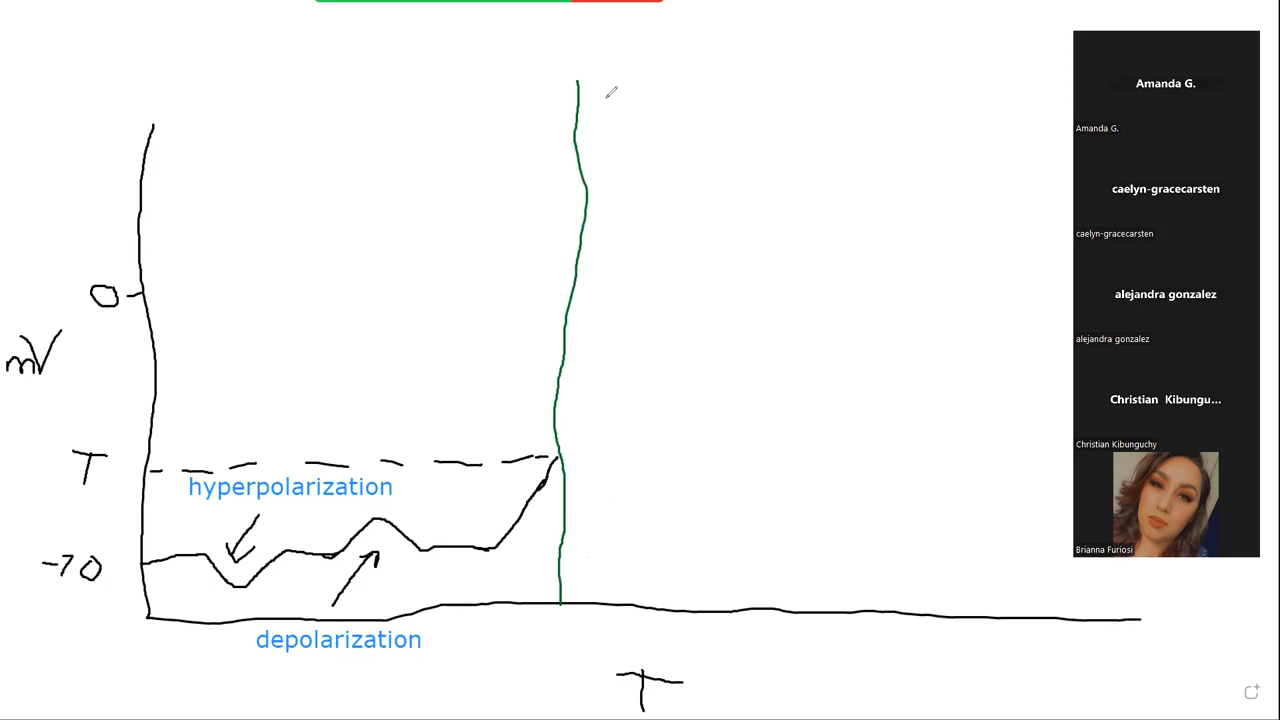 0
mV
T
hyperpolarization
-70
depolarization
T
Amanda G.
Amanda G.
caelyn-gracecarsten
caelyn-gracecarsten
alejandra gonzalez
alejandra gonzalez
Christian Kibungu...
Christian Kibunguchy
Brianna Furiosi